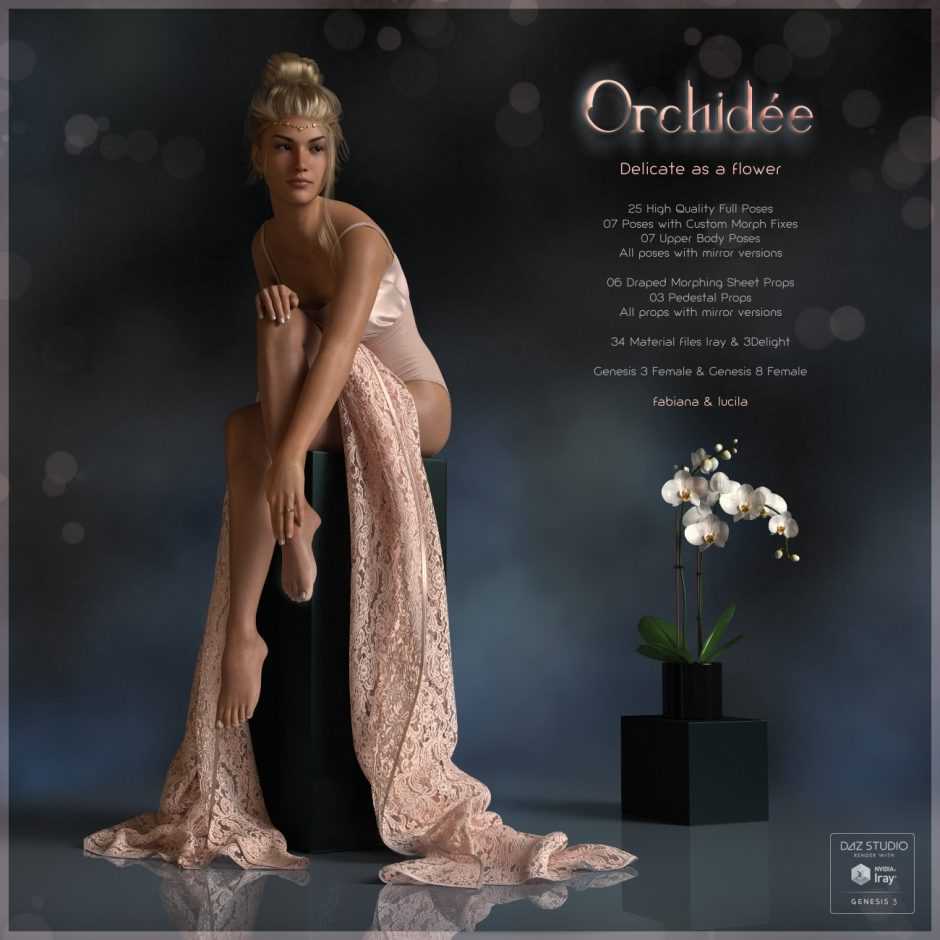 Orchidée
Delicate as a flower
25 High Quality Full Poses
07 Poses with Custom Morph Fixes
07 Upper Body Poses
All poses with mirror versions
06 Draped Morphing Sheet Props
03 Pedestal Props
All props with mirror versions
34 Material files Iray & 3Delight
Genesis 3 Female & Genesis 8 Female
fabiana & lucila
DAZ STUDIO
RENDER WITH
NVIDIA.
Iray®
GENESIS 3